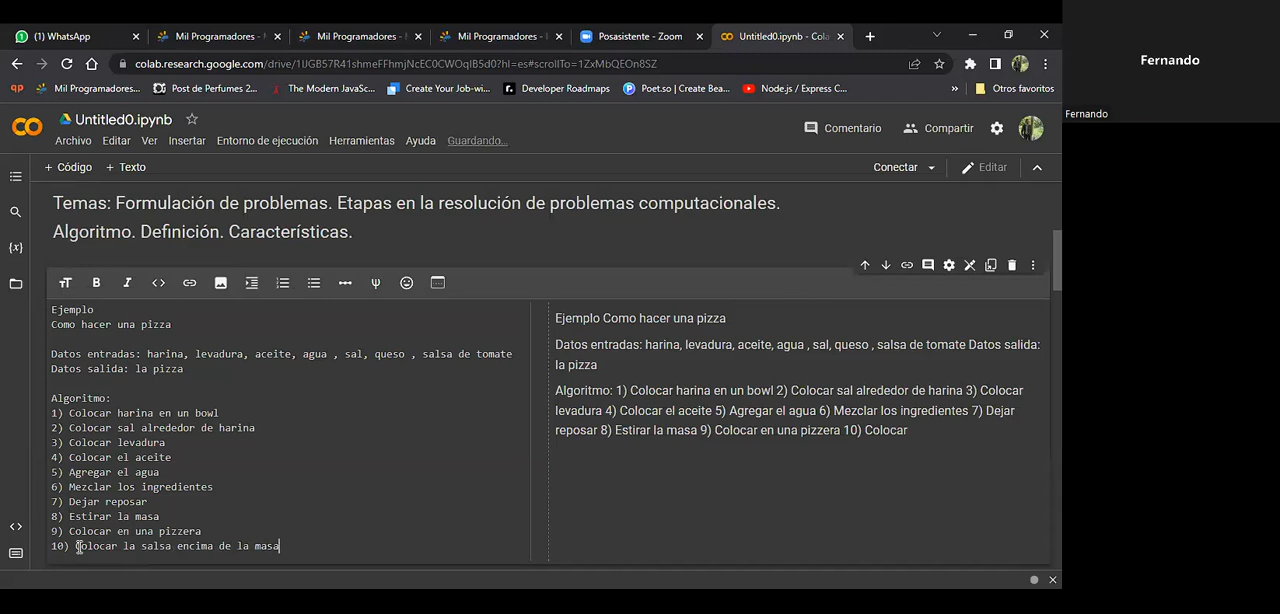 (1) WhatsApp
Mil Programadores -
Mil Programadores -
Mil Programadores -
Posasistente - Zoom
Untitled0.ipynb - Cola
colab.research.google.com/drive/1IJGB57R41shmeFFhmjNcEC0CWOqIB5d0?hl=es#scrollTo=1ZxMbQEOn8SZ
qp
Mil Programadores...
Post de Perfumes 2...
The Modern JavaSc...
Create Your Job-wi...
Developer Roadmaps
Poet.so | Create Bea...
Node.js / Express C...
»
Otros favoritos
Untitled0.ipynb
Archivo Editar Ver Insertar Entorno de ejecución Herramientas Ayuda Guardando...
Comentario
Compartir
+ Código + Texto
Conectar
Editar
Temas: Formulación de problemas. Etapas en la resolución de problemas computacionales.
Algoritmo. Definición. Características.
Ejemplo
Como hacer una pizza
Datos entradas: harina, levadura, aceite, agua , sal, queso , salsa de tomate
Datos salida: la pizza
Algoritmo:
1) Colocar harina en un bowl
2) Colocar sal alrededor de harina
3) Colocar levadura
4) Colocar el aceite
5) Agregar el agua
6) Mezclar los ingredientes
7) Dejar reposar
8) Estirar la masa
9) Colocar en una pizzera
10) Colocar la salsa encima de la masa
Ejemplo Como hacer una pizza
Datos entradas: harina, levadura, aceite, agua , sal, queso , salsa de tomate Datos salida:
la pizza
Algoritmo: 1) Colocar harina en un bowl 2) Colocar sal alrededor de harina 3) Colocar
levadura 4) Colocar el aceite 5) Agregar el agua 6) Mezclar los ingredientes 7) Dejar
reposar 8) Estirar la masa 9) Colocar en una pizzera 10) Colocar
Fernando
Fernando